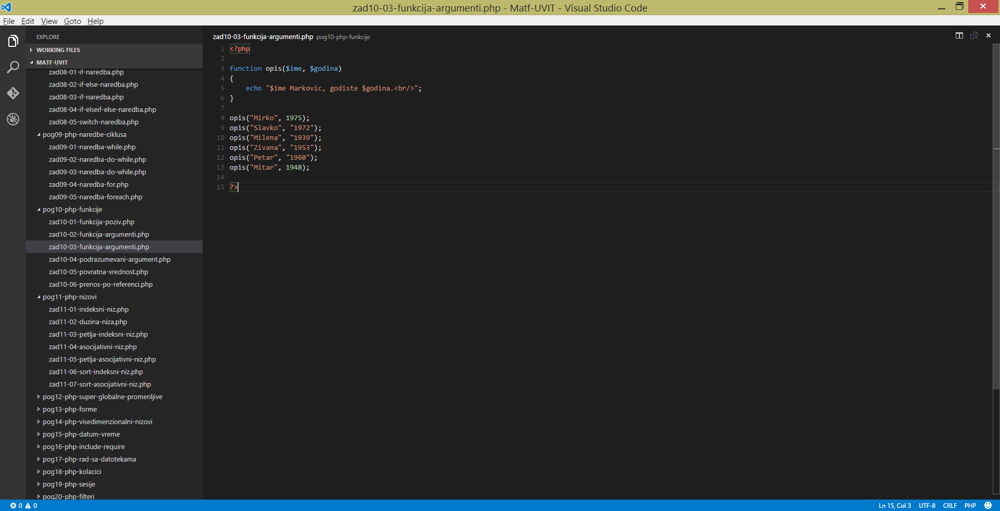 zad10-03-funkcija-argumenti.php - Matf-UVIT - Visual Studio Code
File Edit View Goto Help
EXPLORE
WORKING FILES
MATF-UVIT
zad08-01-if-naredba.php
zad08-02-if-else-naredba.php
zad08-03-if-naredba.php
zad08-04-if-elseif-else-naredba.php
zad08-05-switch-naredba.php
pog09-php-naredbe-ciklusa
zad09-01-naredba-while.php
zad09-02-naredba-do-while.php
zad09-03-naredba-do-while.php
zad09-04-naredba-for.php
zad09-05-naredba-foreach.php
pog10-php-funkcije
zad10-01-funkcija-poziv.php
zad10-02-funkcija-argumenti.php
zad10-03-funkcija-argumenti.php
zad10-04-podrazumevani-argument.php
zad10-05-povratna-vrednost.php
zad10-06-prenos-po-referenci.php
pog11-php-nizovi
zad11-01-indeksni-niz.php
zad11-02-duzina-niza.php
zad11-03-petlja-indeksni-niz.php
zad11-04-asocijativni-niz.php
zad11-05-petlja-asocijativni-niz.php
zad11-06-sort-indeksni-niz.php
zad11-07-sort-asocijativni-niz.php
pog12-php-super-globalne-promenljive
pog13-php-forme
pog14-php-visedimenzionalni-nizovi
pog15-php-datum-vreme
pog16-php-include-require
pog17-php-rad-sa-datotekama
pog18-php-kolacici
pog19-php-sesije
pog20-php-filteri
zad10-03-funkcija-argumenti.php pog10-php-funkcije
1 <?php
2
3 function opis($ime, $godina)
4 {
5     echo "$ime Markovic, godiste $godina.<br/>";
6 }
7
8 opis("Mirko", 1975);
9 opis("Slavko", "1972");
10 opis("Milena", "1939");
11 opis("Zivana", "1953");
12 opis("Petar", "1960");
13 opis("Mitar", 1948);
14
15 ?>
0 0
Ln 15, Col 3 UTF-8 CRLF PHP